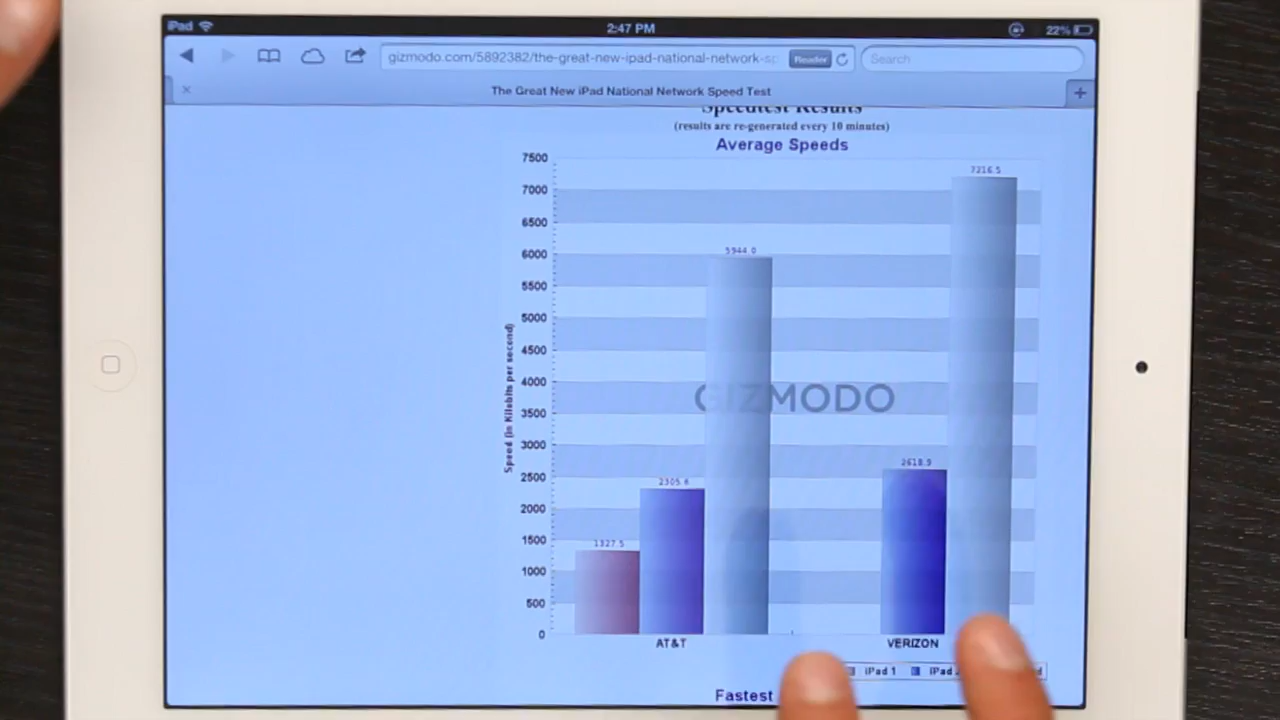 iPad 2:47 PM 22%
gizmodo.com/5892382/the-great-new-ipad-national-network-sp Reader Search
The Great New iPad National Network Speed Test
Speedtest Results
(results are re-generated every 10 minutes)
Average Speeds
7500
7000
6500
6000
5500
5000
4500
4000
3500
3000
2500
2000
1500
1000
500
0
Speed (in Kilobits per second)
1327.5
2305.6
5944.0
2618.9
7216.5
GIZMODO
AT&T VERIZON
iPad 1 iPad
Fastest